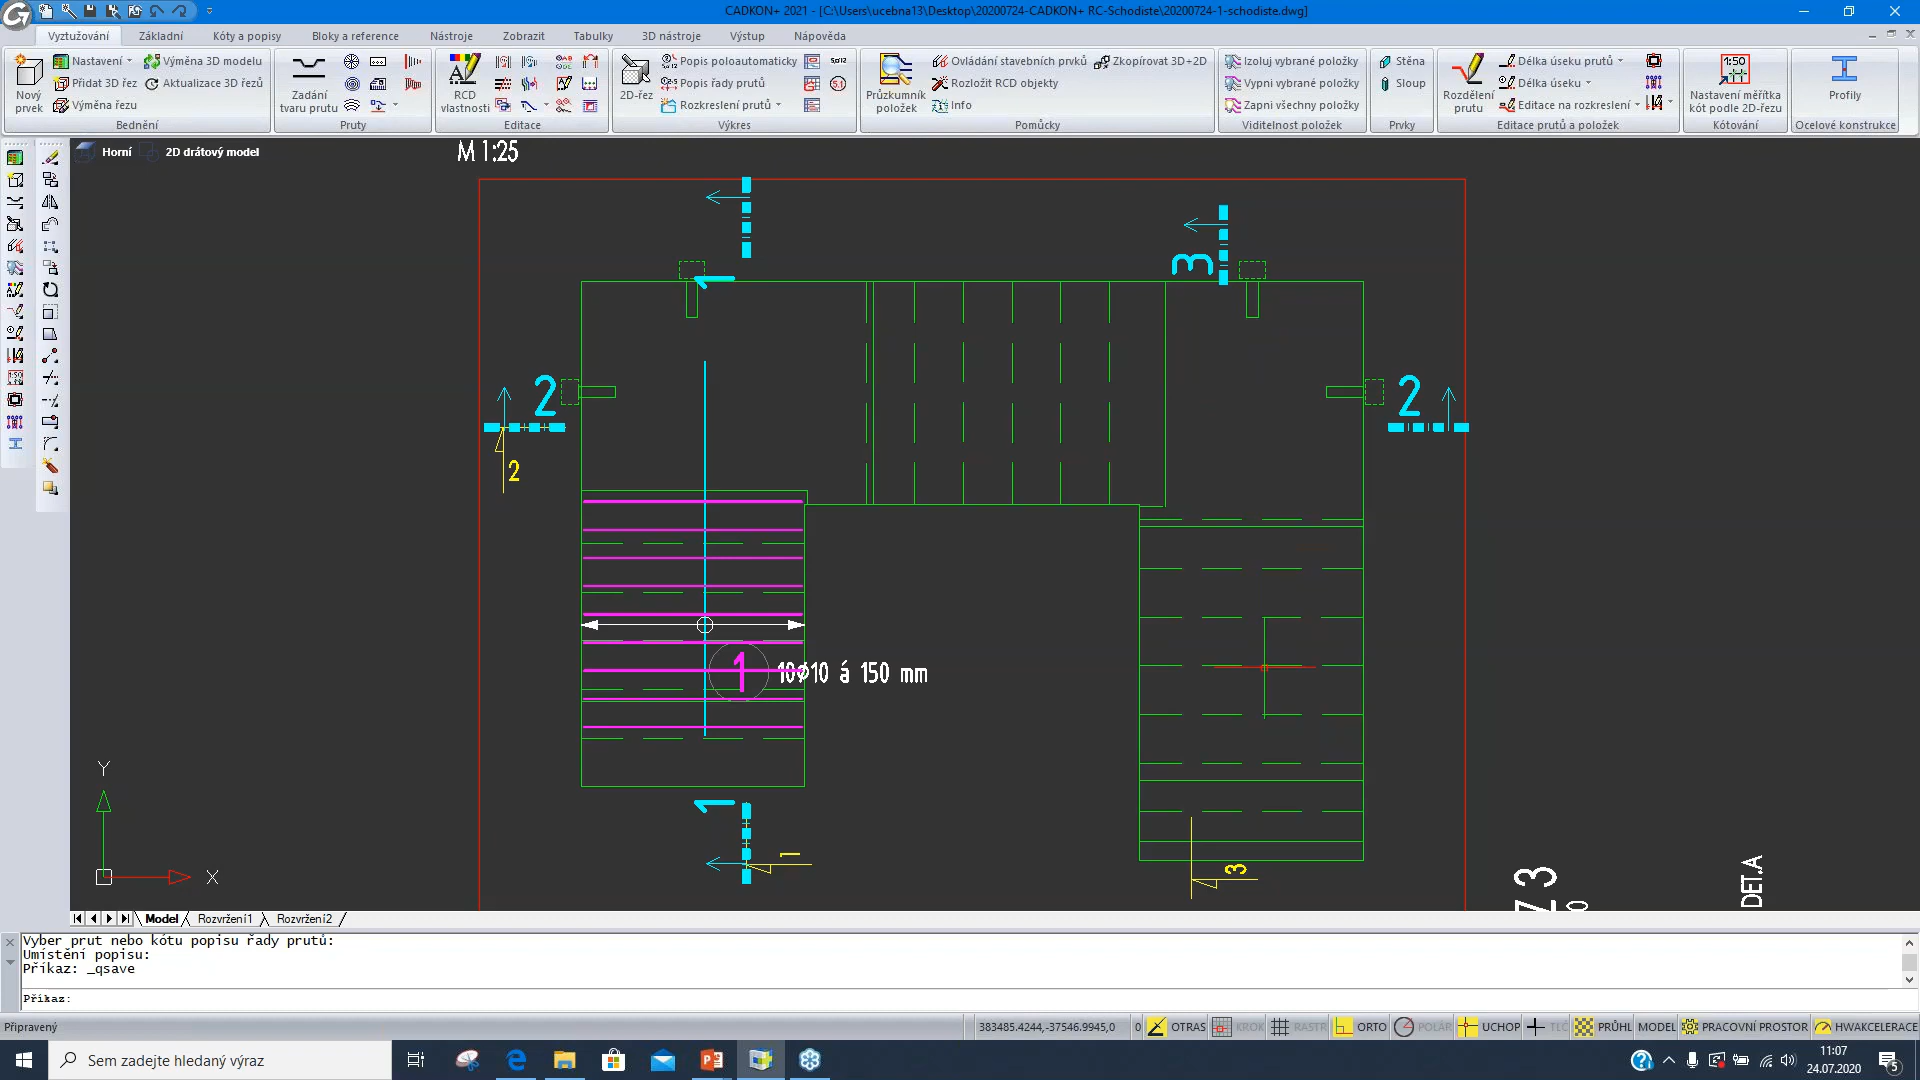 CADKON+ 2021 - [C:\Users\ucebna13\Desktop\20200724-CADKON+ RC-Schodiste\20200724-1-schodiste.dwg]
Vyztužování Základní Kóty a popisy Bloky a reference Nástroje Zobrazit Tabulky 3D nástroje Výstup Nápověda
Nový prvek
Nastavení
Přidat 3D řez
Výměna řezu
Výměna 3D modelu
Aktualizace 3D řezů
Bednění
Zadání tvaru prutu
Pruty
RCD vlastnosti
Editace
2D-řez
Popis poloautomaticky
Popis řady prutů
Rozkreslení prutů
Výkres
Průzkumník položek
Ovládání stavebních prvků
Rozložit RCD objekty
Info
Zkopírovat 3D+2D
Pomůcky
Izoluj vybrané položky
Vypni vybrané položky
Zapni všechny položky
Viditelnost položek
Stěna
Sloup
Prvky
Rozdělení prutu
Délka úseku prutů
Délka úseku
Editace na rozkreslení
Editace prutů a položek
1:50
Nastavení měřítka kót podle 2D-řezu
Kótování
Profily
Ocelové konstrukce
Horní 2D drátový model
M 1:25
1
3
2
2
2
1
10ø10 á 150 mm
1
1
3
3
DET.A
Y
X
Model Rozvržení1 Rozvržení2
Vyber prut nebo kótu popisu řady prutů:
Umístění popisu:
Příkaz: _qsave
Příkaz:
Připravený
383485.4244,-37546.9945,0 0 OTRAS KROK RASTR ORTO POLÁR UCHOP TLČ PRŮHL MODEL PRACOVNÍ PROSTOR HWAKCELERACE
Sem zadejte hledaný výraz
11:07
24.07.2020
5